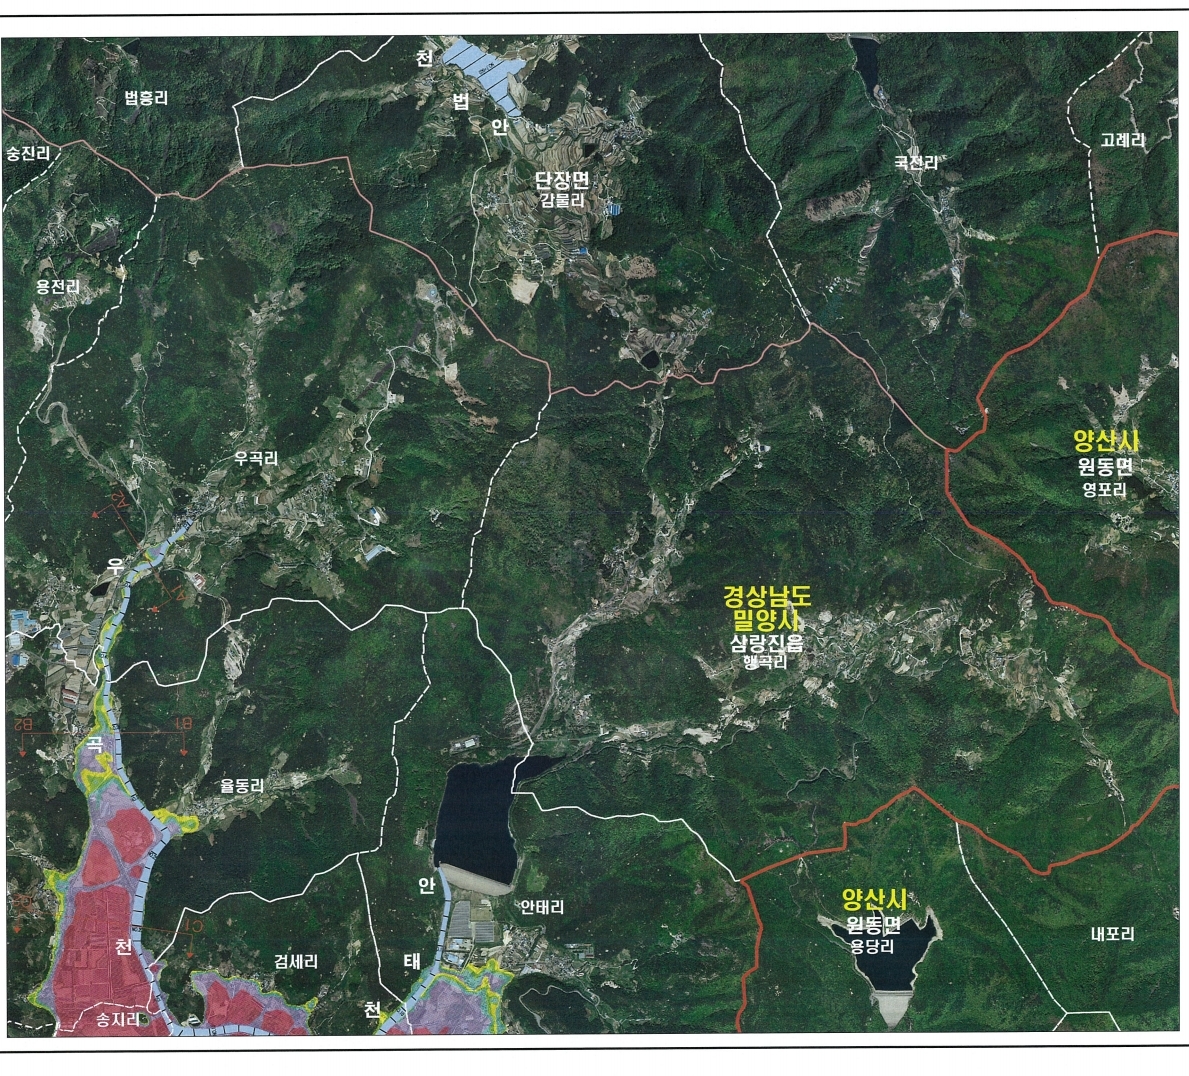 천
법흥리
법
안
고례리
숭진리
국전리
단장면
감물리
용전리
양산시
원동면
영포리
우곡리
우
경상남도
밀양시
삼랑진읍
행곡리
B2
B1
곡
율동리
안
양산시
원동면
용당리
안태리
C1
내포리
천
태
검세리
천
송지리